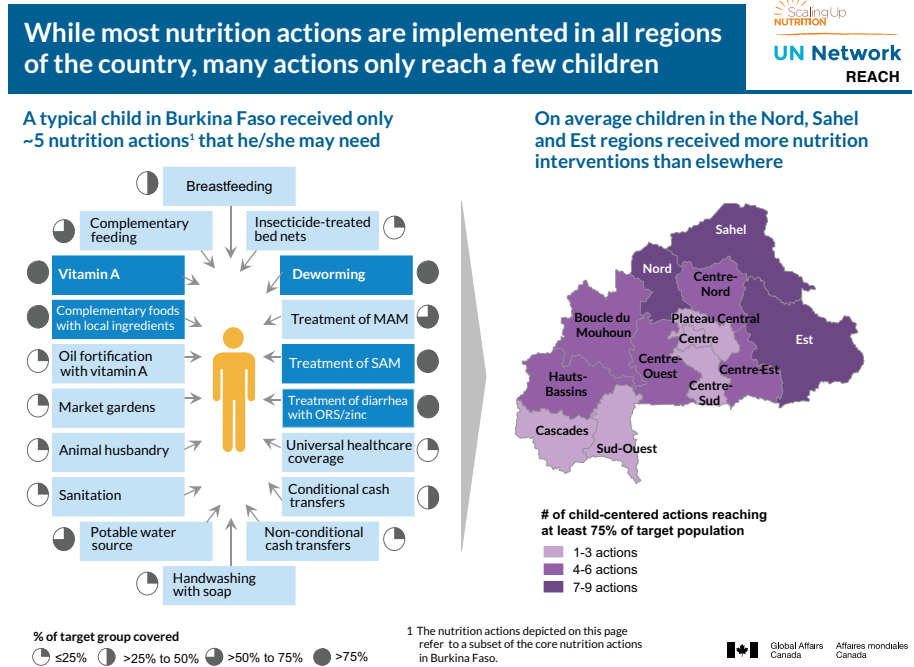 While most nutrition actions are implemented in all regions
of the country, many actions only reach a few children
Scaling Up
NUTRITION
UN Network
REACH
A typical child in Burkina Faso received only
~5 nutrition actions1 that he/she may need
Breastfeeding
Complementary
feeding
Insecticide-treated
bed nets
Vitamin A
Deworming
Complementary foods
with local ingredients
Treatment of MAM
Oil fortification
with vitamin A
Treatment of SAM
Market gardens
Treatment of diarrhea
with ORS/zinc
Animal husbandry
Universal healthcare
coverage
Sanitation
Conditional cash
transfers
Potable water
source
Non-conditional
cash transfers
Handwashing
with soap
% of target group covered
≤25%
>25% to 50%
>50% to 75%
>75%
On average children in the Nord, Sahel
and Est regions received more nutrition
interventions than elsewhere
Sahel
Nord
Centre-
Nord
Boucle du
Mouhoun
Plateau Central
Centre
Est
Centre-
Ouest
Centre-Est
Hauts-
Bassins
Centre-
Sud
Cascades
Sud-Ouest
# of child-centered actions reaching
at least 75% of target population
1-3 actions
4-6 actions
7-9 actions
1 The nutrition actions depicted on this page
refer to a subset of the core nutrition actions
in Burkina Faso.
Global Affairs
Canada
Affaires mondiales
Canada